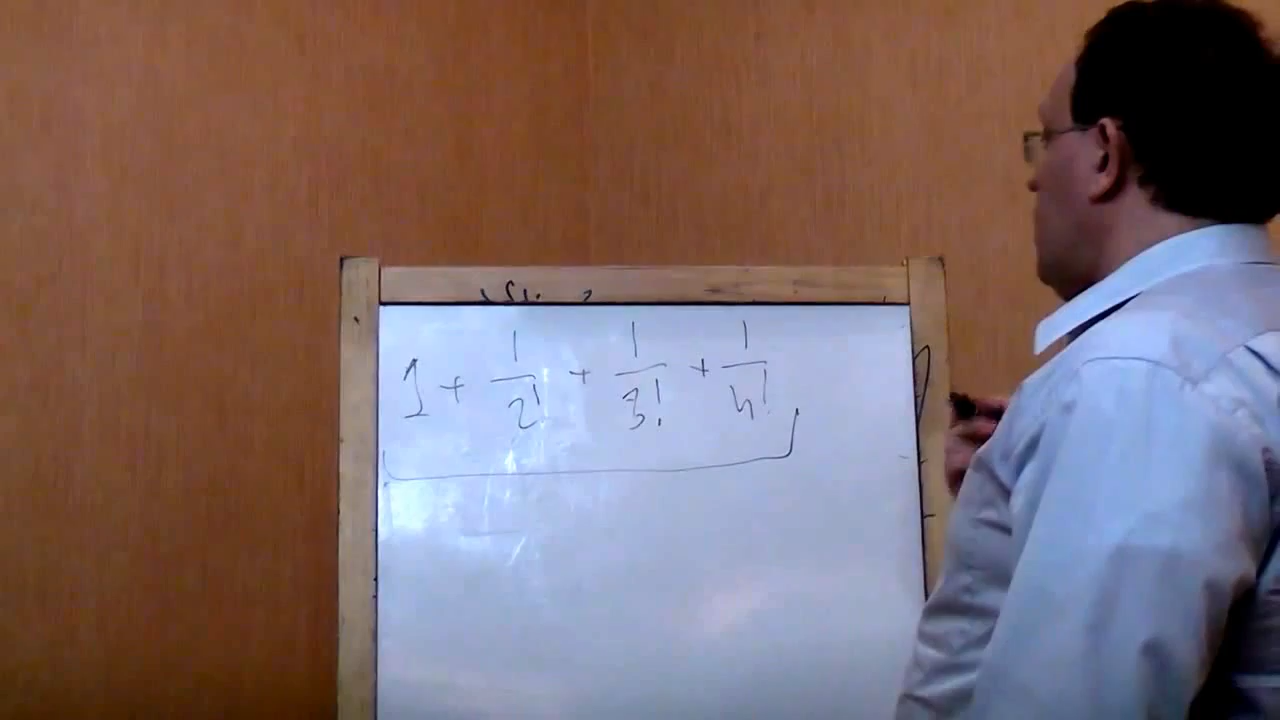 1 + 1/2! + 1/3! + 1/4!